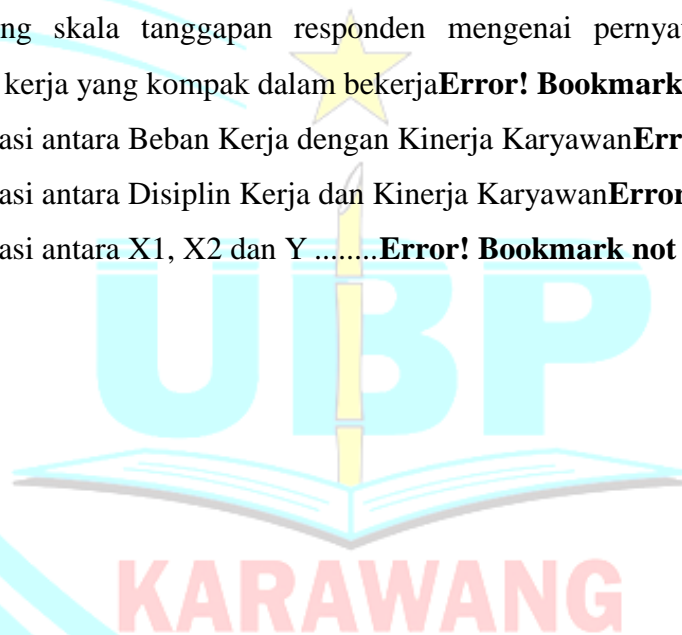 ng skala tanggapan responden mengenai pernya
kerja yang kompak dalam bekerjaError! Bookmark
asi antara Beban Kerja dengan Kinerja KaryawanErr
asi antara Disiplin Kerja dan Kinerja KaryawanError
asi antara X1, X2 dan Y ........Error! Bookmark not
UBP
KARAWANG